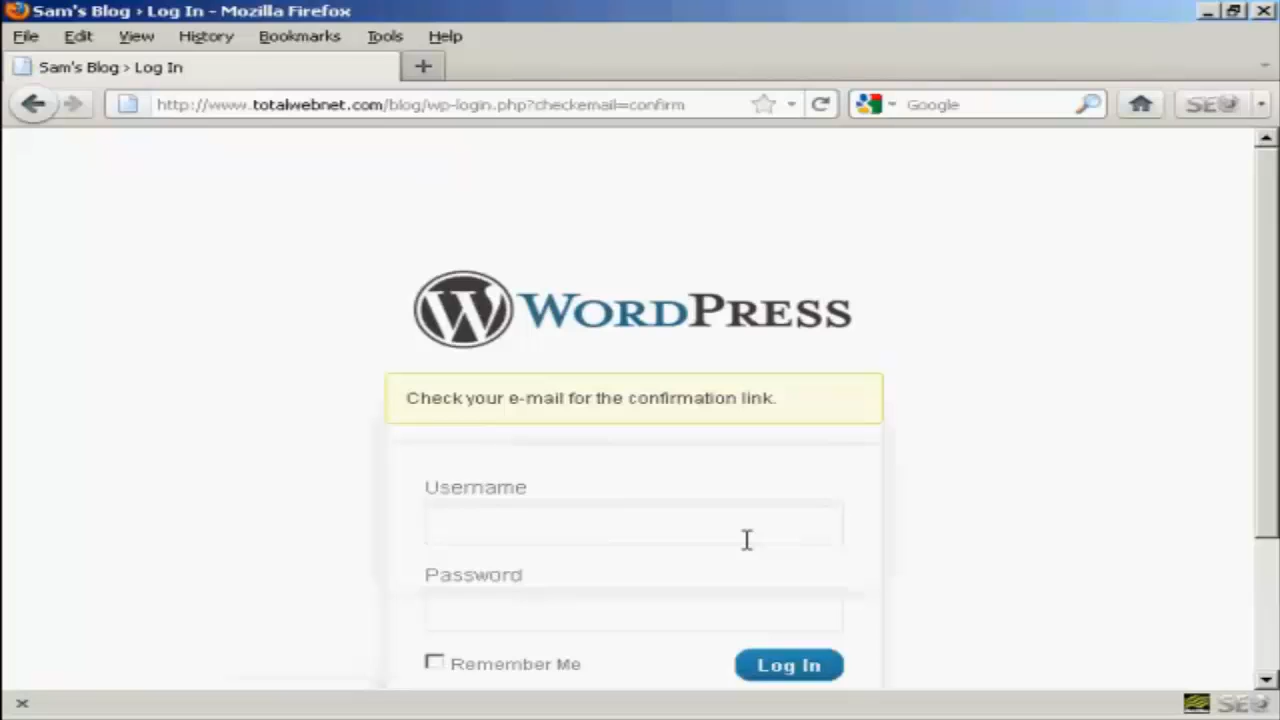 Sam's Blog › Log In - Mozilla Firefox
File Edit View History Bookmarks Tools Help
Sam's Blog › Log In
http://www.totalwebnet.com/blog/wp-login.php?checkemail=confirm
Google
SEO
WORDPRESS
Check your e-mail for the confirmation link.
Username
Password
Remember Me
Log In
SEO